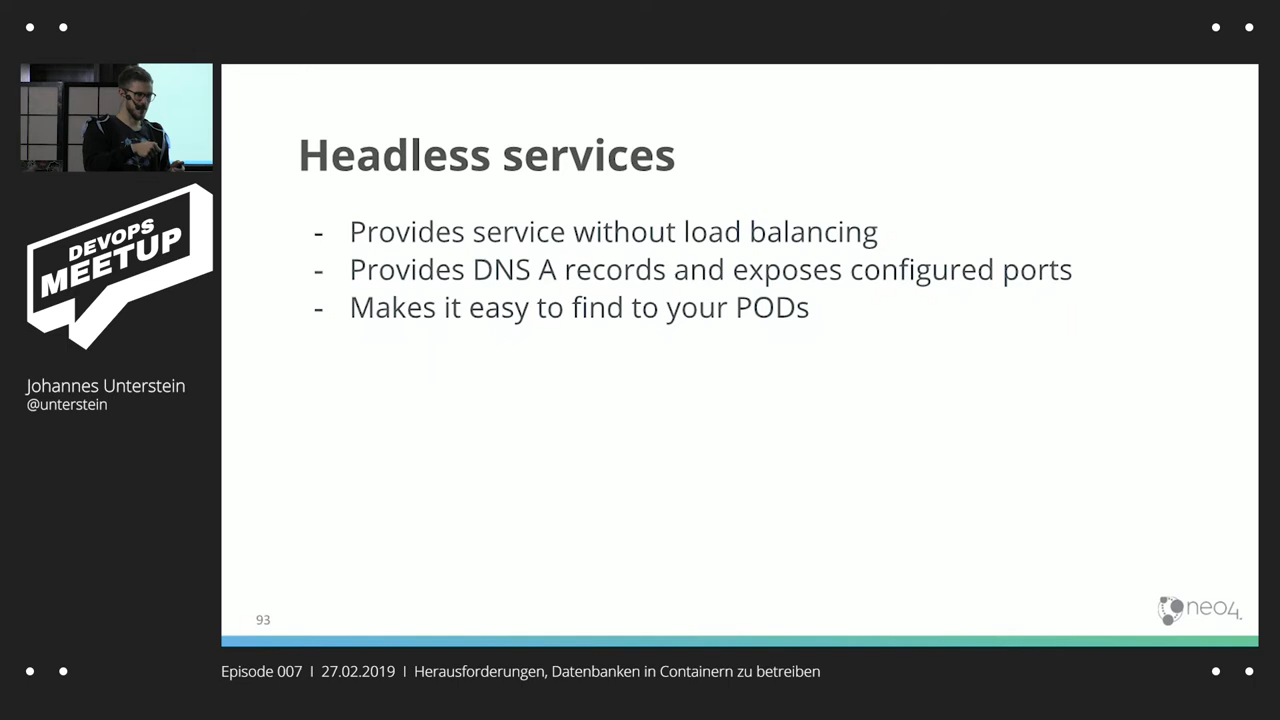 DEVOPS
MEETUP
Johannes Unterstein
@unterstein
Headless services
- Provides service without load balancing
- Provides DNS A records and exposes configured ports
- Makes it easy to find to your PODs
93
neo4j
Episode 007 | 27.02.2019 | Herausforderungen, Datenbanken in Containern zu betreiben